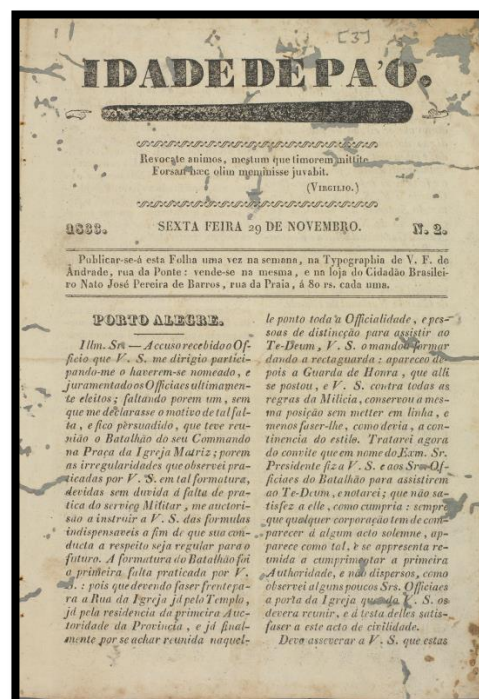 [3]
IDADE DE PA'O.
Revocate animos, mestum que timorem mittite
Forsan hæc olim meminisse juvabit.
(VIRGILIO.)
1833. SEXTA FEIRA 29 DE NOVEMBRO. N. 2.
Publicar-se-á esta Folha uma vez na semana, na Typographia de V. F. de
Andrade, rua da Ponte: vende-se na mesma, e na loja do Cidadão Brasilei-
ro Nato José Pereira de Barros, rua da Praia, á 80 rs. cada uma.
PORTO ALEGRE.
Illm. Sr. — Accuso recebido o Of-
ficio que V. S. me dirigio partici-
pando-me o haverem-se nomeado, e
juramentado os Officiaes ultimamen-
te eleitos; faltando porem um, sem
que me declarasse o motivo de tal fal-
ta, e fico persuadido, que teve reu-
nião o Batalhão do seu Commando
na Praça da Igreja Matriz; porem
as irregularidades que observei pra-
ticadas por V. S. em tal formatura,
devidas sem duvida á falta de pra-
tica do serviço Militar, me auctori-
são a instruir a V. S. das formulas
indispensaveis a fim de que sua con-
ducta a respeito seja regular para o
futuro. A formatura do Batalhão foi
a primeira falta praticada por V.
S.: pois que devendo faser frente pa-
ra a Rua da Igreja já pelo Templo,
já pela residencia da primeira Auc-
toridade da Provincia, e já final-
mente por se achar reunida naquel-
le ponto toda a Officialidade, e pes-
soas de distincção para assistir ao
Te-Deum, V. S. o mandou formar
dando a rectaguarda: appareceo de-
pois a Guarda de Honra, que alli
se postou, e V. S. contra todas as
regras da Milicia, conservou a mes-
ma posição sem metter em linha, e
menos faser-lhe, como devia, a con-
tinencia do estilo. Tratarei agora
do convite que em nome do Exm. Sr.
Presidente fiz a V. S. e aos Srs. Of-
ficiaes do Batalhão para assistirem
ao Te-Deum, e notarei; que não sa-
tisfez a elle, como cumpria: sempre
que qualquer corporação tem de com-
parecer á algum acto solemne, ap-
parece como tal, e se appresenta re-
unida a cumprimentar a primeira
Authoridade, e não dispersos, como
observei alguns poucos Srs. Officiaes
a porta da Igreja quando V. S. os
devera reunir, e á testa delles satis-
faser a este acto de civilidade.
Devo asseverar a V. S. que estas